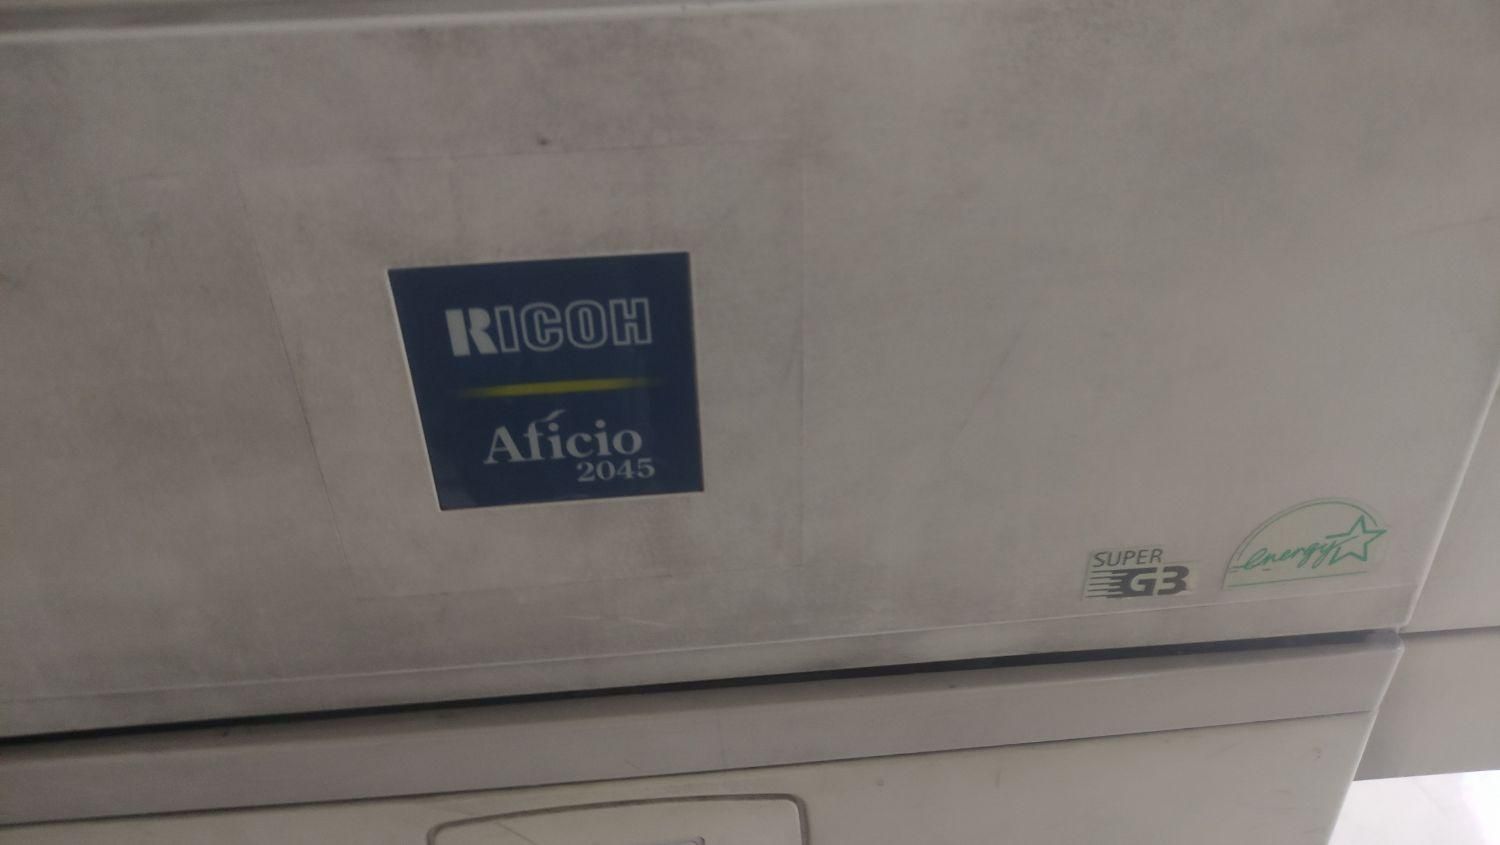 RICOH
Aficio
2045
SUPER
G3
energy